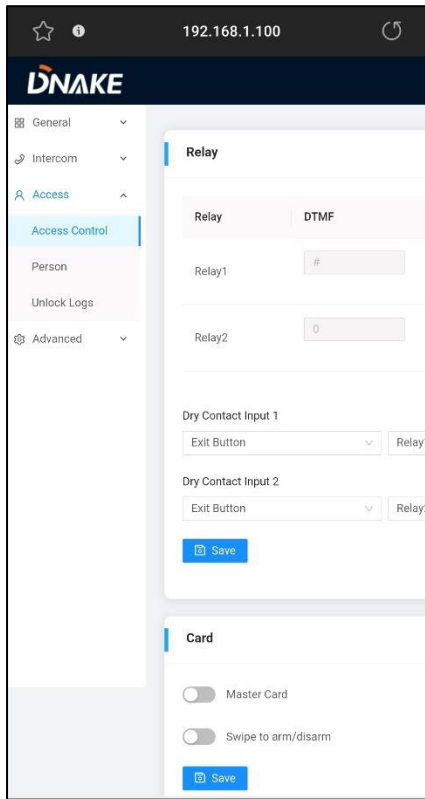 192.168.1.100
DNAKE
General
Intercom
Access
Access Control
Person
Unlock Logs
Advanced
Relay
Relay DTMF
Relay1 #
Relay2 0
Dry Contact Input 1
Exit Button Relay
Dry Contact Input 2
Exit Button Relay
Save
Card
Master Card
Swipe to arm/disarm
Save